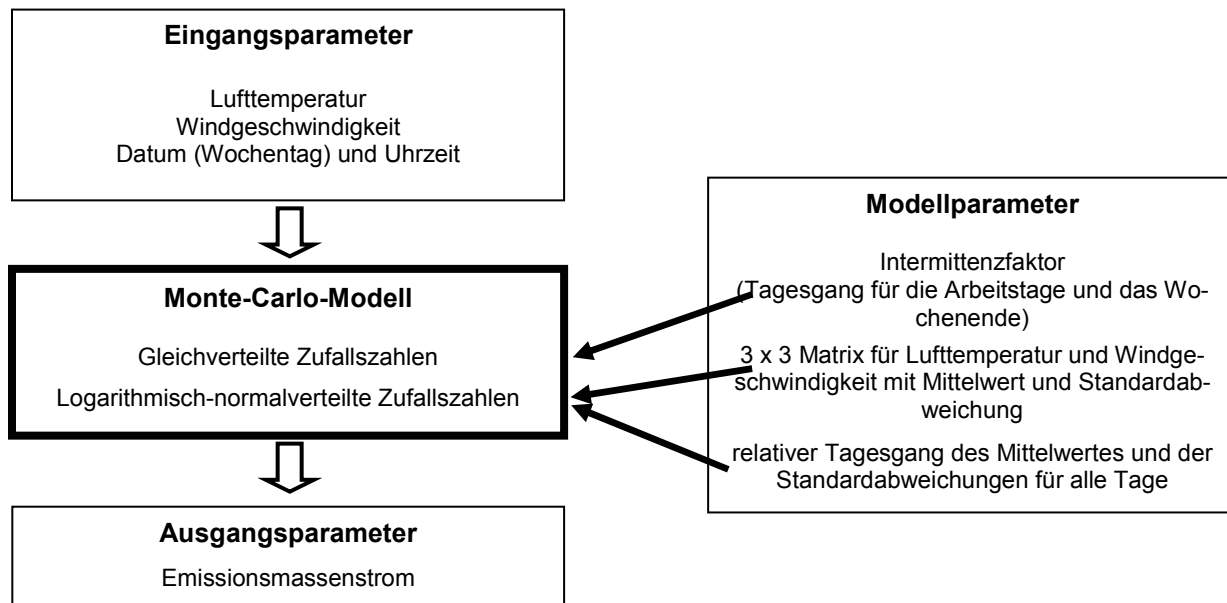 Eingangsparameter
Lufttemperatur
Windgeschwindigkeit
Datum (Wochentag) und Uhrzeit
Monte-Carlo-Modell
Gleichverteilte Zufallszahlen
Logarithmisch-normalverteilte Zufallszahlen
Ausgangsparameter
Emissionsmassenstrom
Modellparameter
Intermittenzfaktor
(Tagesgang für die Arbeitstage und das Wo-
chenende)
3 x 3 Matrix für Lufttemperatur und Windge-
schwindigkeit mit Mittelwert und Standardab-
weichung
relativer Tagesgang des Mittelwertes und der
Standardabweichungen für alle Tage